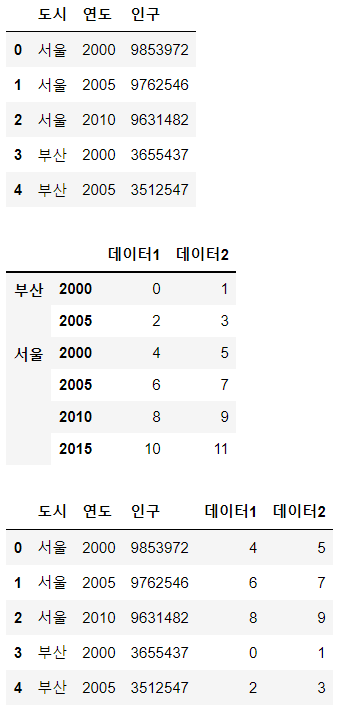 도시 연도 인구
0 서울 2000 9853972
1 서울 2005 9762546
2 서울 2010 9631482
3 부산 2000 3655437
4 부산 2005 3512547
데이터1 데이터2
부산 2000 0 1
2005 2 3
서울 2000 4 5
2005 6 7
2010 8 9
2015 10 11
도시 연도 인구 데이터1 데이터2
0 서울 2000 9853972 4 5
1 서울 2005 9762546 6 7
2 서울 2010 9631482 8 9
3 부산 2000 3655437 0 1
4 부산 2005 3512547 2 3